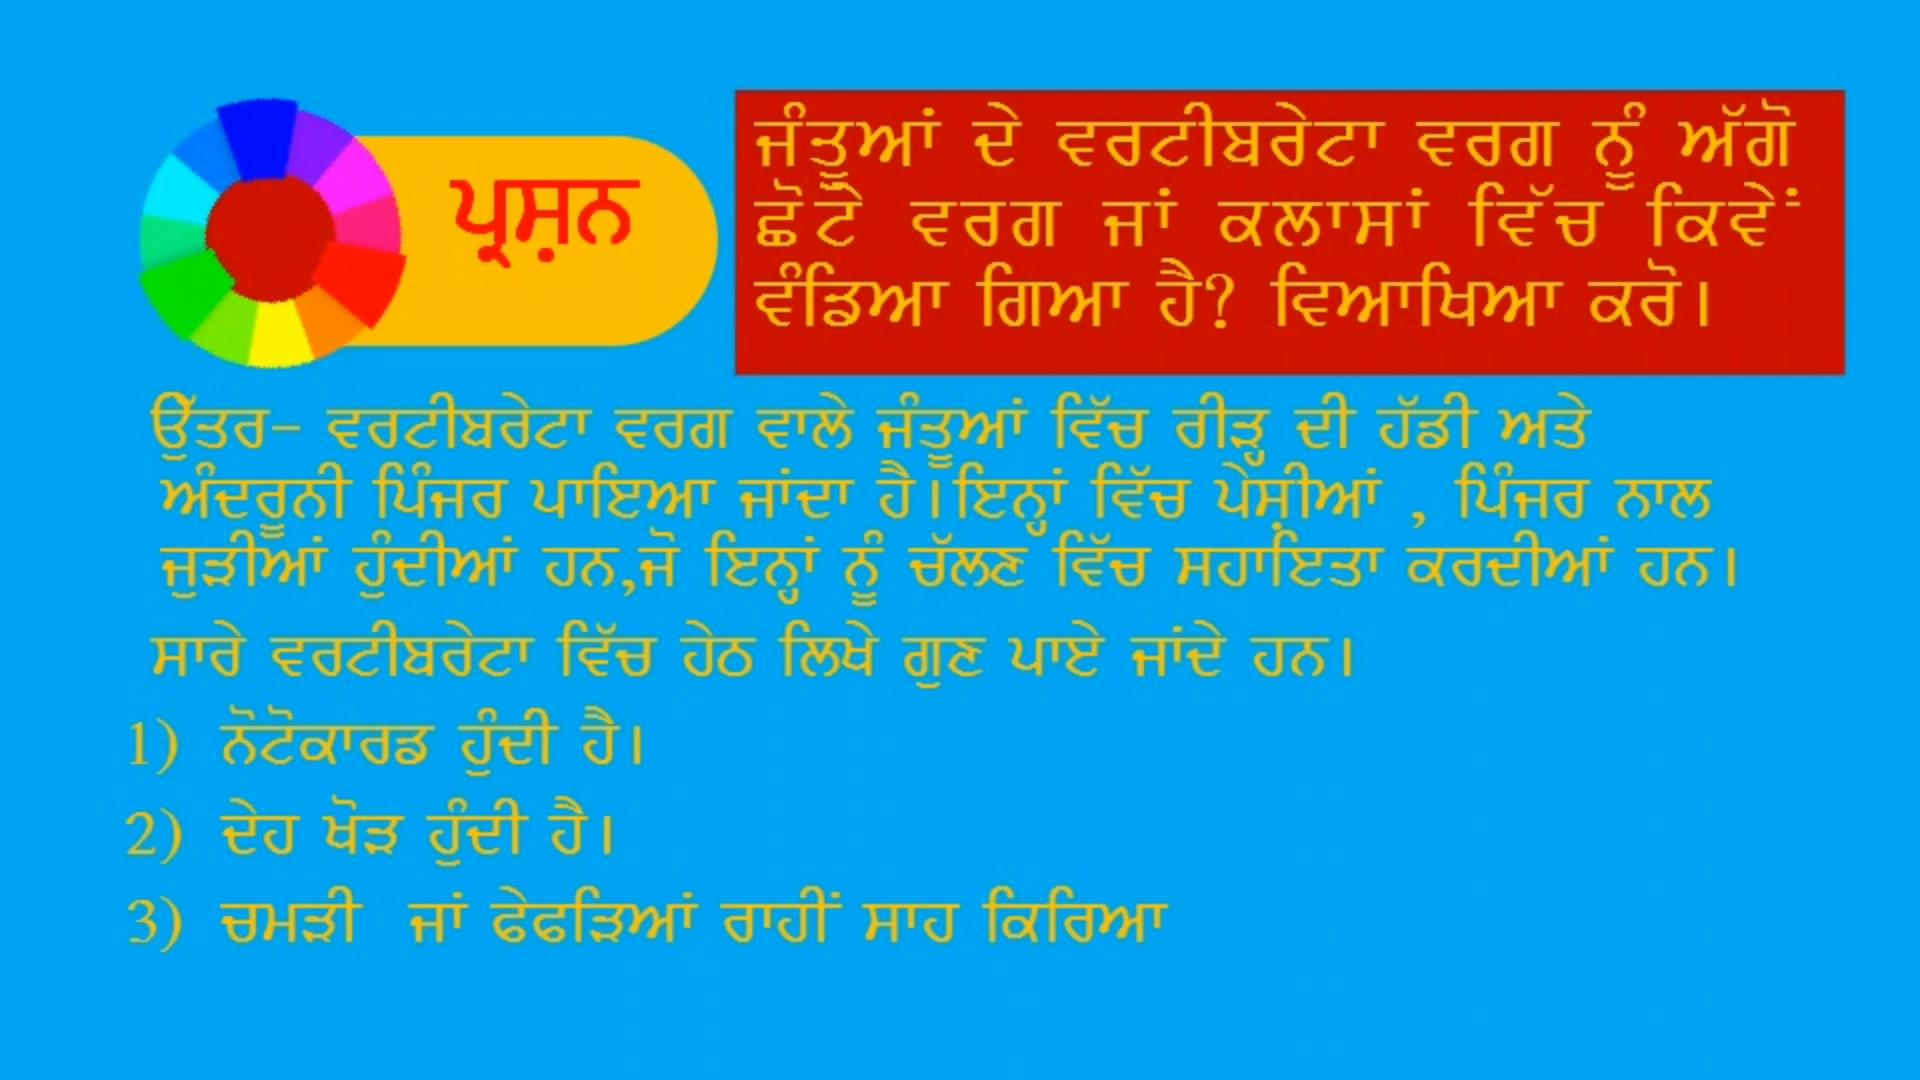 ਪ੍ਰਸ਼ਨ
ਜੰਤੂਆਂ ਦੇ ਵਰਟੀਬਰੇਟਾ ਵਰਗ ਨੂੰ ਅੱਗੋ
ਛੋਟੇ ਵਰਗ ਜਾਂ ਕਲਾਸਾਂ ਵਿੱਚ ਕਿਵੇਂ
ਵੰਡਿਆ ਗਿਆ ਹੈ? ਵਿਆਖਿਆ ਕਰੋ।
ਉੱਤਰ- ਵਰਟੀਬਰੇਟਾ ਵਰਗ ਵਾਲੇ ਜੰਤੂਆਂ ਵਿੱਚ ਰੀੜ੍ਹ ਦੀ ਹੱਡੀ ਅਤੇ
ਅੰਦਰੂਨੀ ਪਿੰਜਰ ਪਾਇਆ ਜਾਂਦਾ ਹੈ।ਇਨ੍ਹਾਂ ਵਿੱਚ ਪੇਸ਼ੀਆਂ , ਪਿੰਜਰ ਨਾਲ
ਜੁੜੀਆਂ ਹੁੰਦੀਆਂ ਹਨ,ਜੋ ਇਨ੍ਹਾਂ ਨੂੰ ਚੱਲਣ ਵਿੱਚ ਸਹਾਇਤਾ ਕਰਦੀਆਂ ਹਨ।
ਸਾਰੇ ਵਰਟੀਬਰੇਟਾ ਵਿੱਚ ਹੇਠ ਲਿਖੇ ਗੁਣ ਪਾਏ ਜਾਂਦੇ ਹਨ।
1) ਨੋਟੋਕਾਰਡ ਹੁੰਦੀ ਹੈ।
2) ਦੇਹ ਖੋੜ ਹੁੰਦੀ ਹੈ।
3) ਚਮੜੀ ਜਾਂ ਫੇਫੜਿਆਂ ਰਾਹੀਂ ਸਾਹ ਕਿਰਿਆ